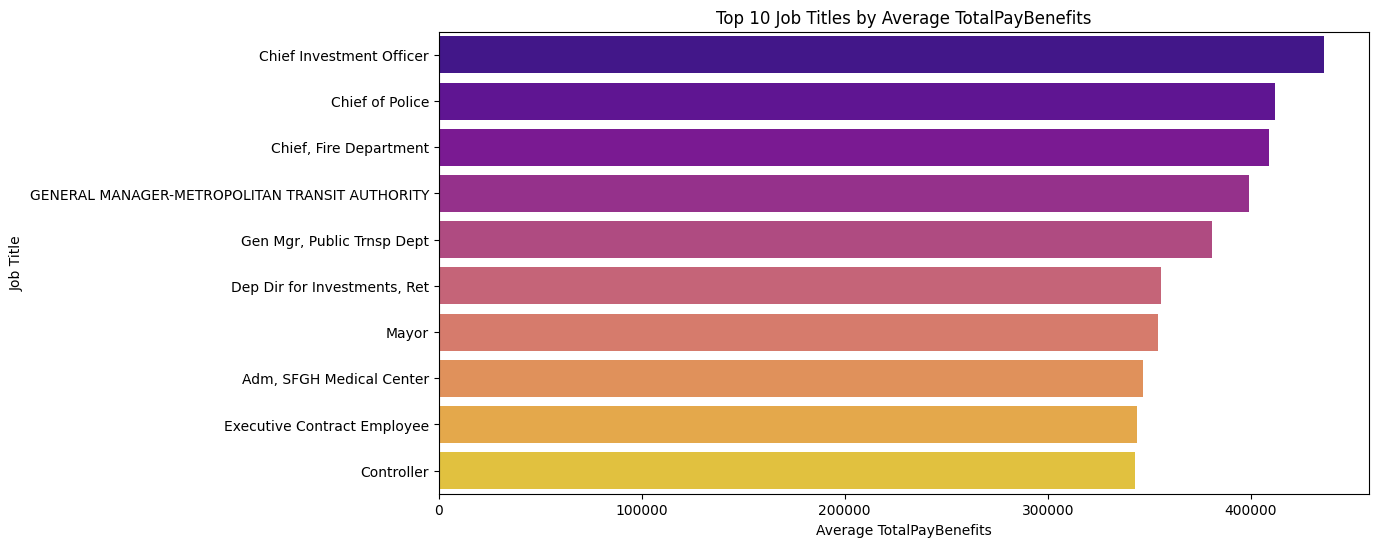 Top 10 Job Titles by Average TotalPayBenefits
Job Title
Chief Investment Officer
Chief of Police
Chief, Fire Department
GENERAL MANAGER-METROPOLITAN TRANSIT AUTHORITY
Gen Mgr, Public Trnsp Dept
Dep Dir for Investments, Ret
Mayor
Adm, SFGH Medical Center
Executive Contract Employee
Controller
0 100000 200000 300000 400000
Average TotalPayBenefits